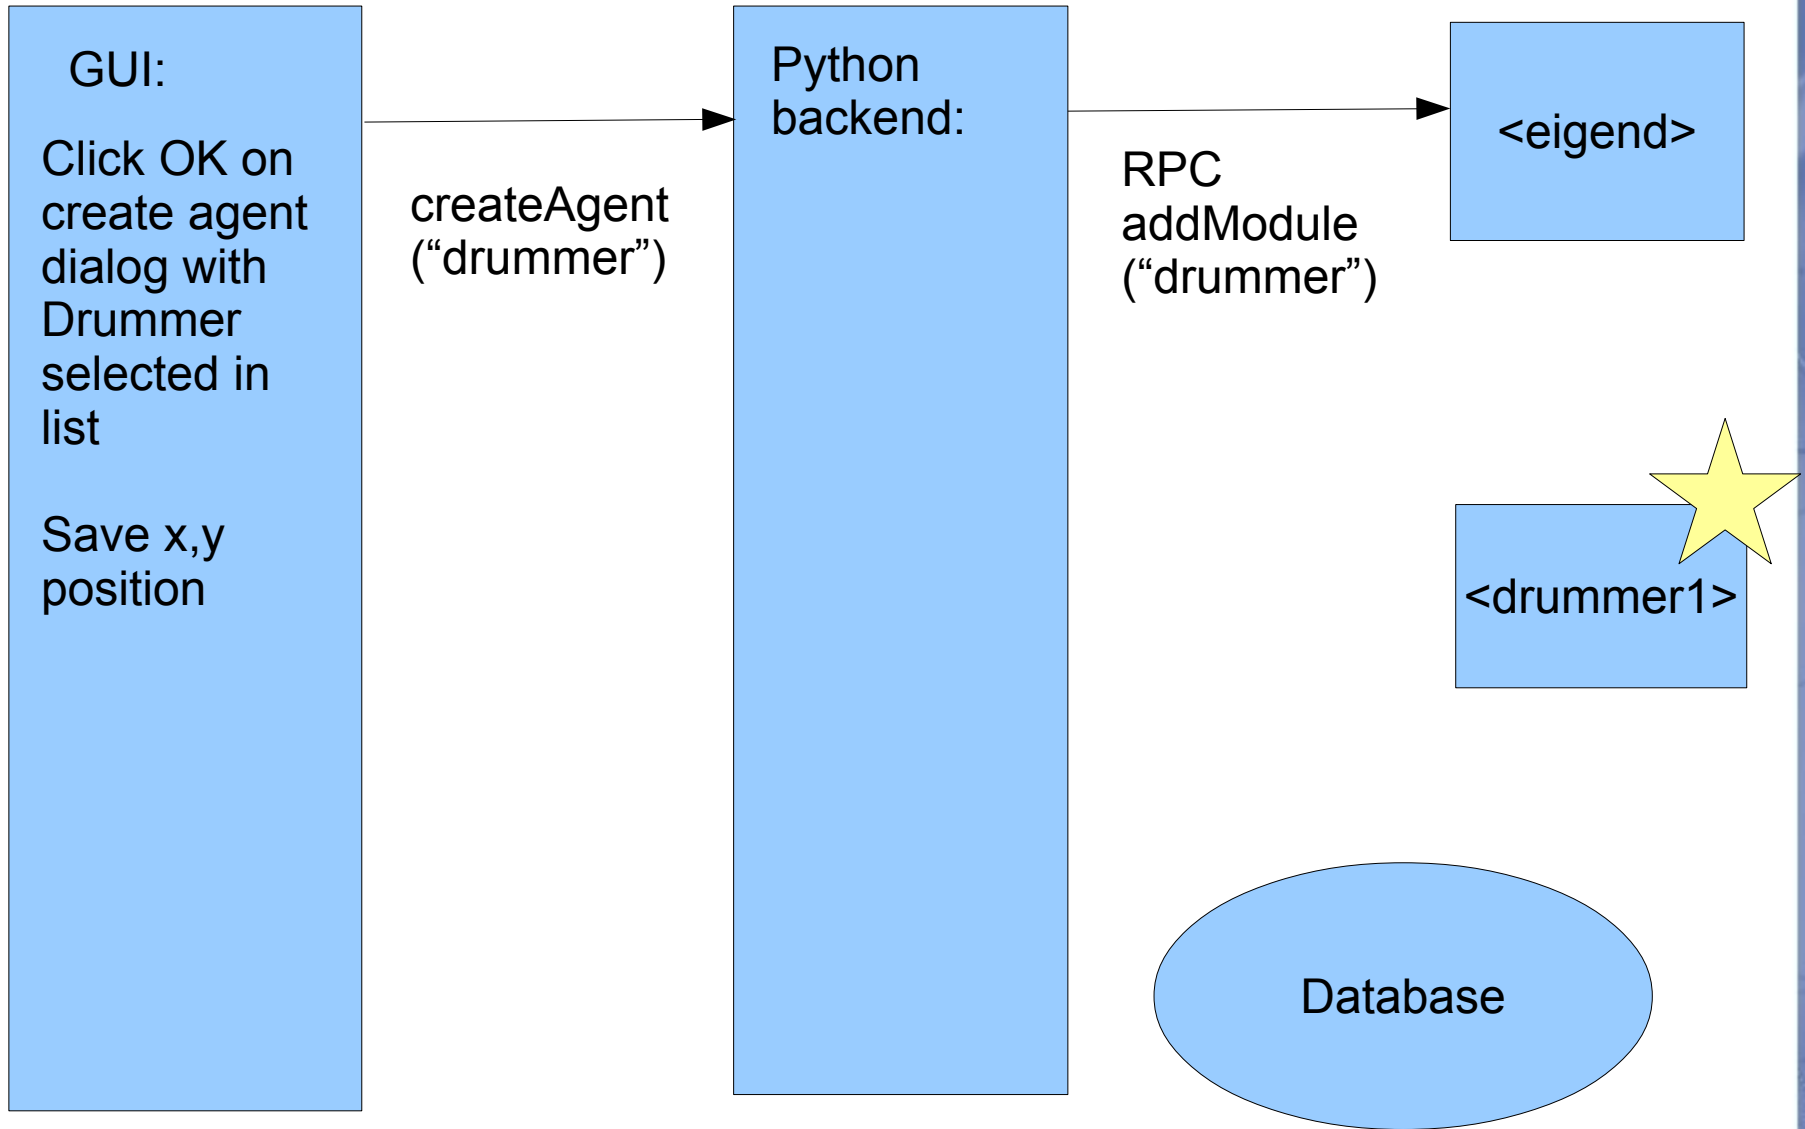 GUI:
Click OK on
create agent
dialog with
Drummer
selected in
list
Save x,y
position
createAgent
(“drummer”)
Python
backend:
RPC
addModule
(“drummer”)
<eigend>
<drummer1>
Database